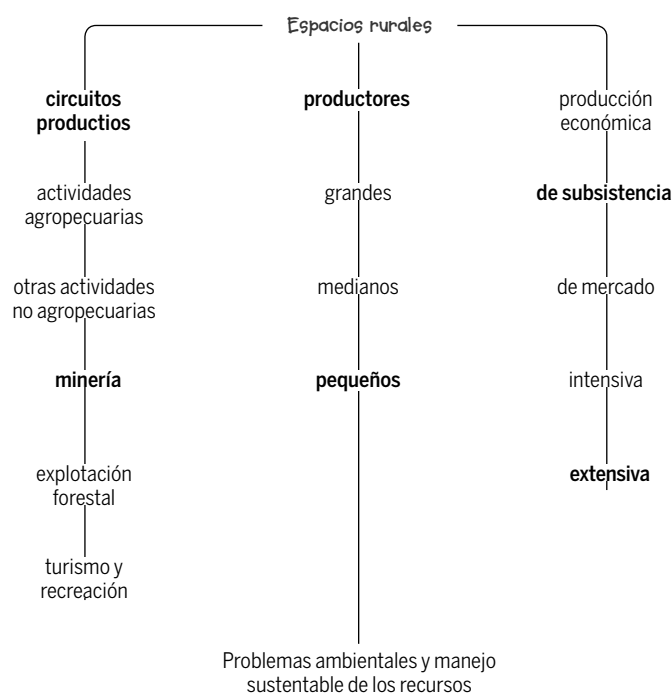 Espacios rurales
circuitos
productios
actividades
agropecuarias
otras actividades
no agropecuarias
minería
explotación
forestal
turismo y
recreación
productores
grandes
medianos
pequeños
producción
económica
de subsistencia
de mercado
intensiva
extensiva
Problemas ambientales y manejo
sustentable de los recursos